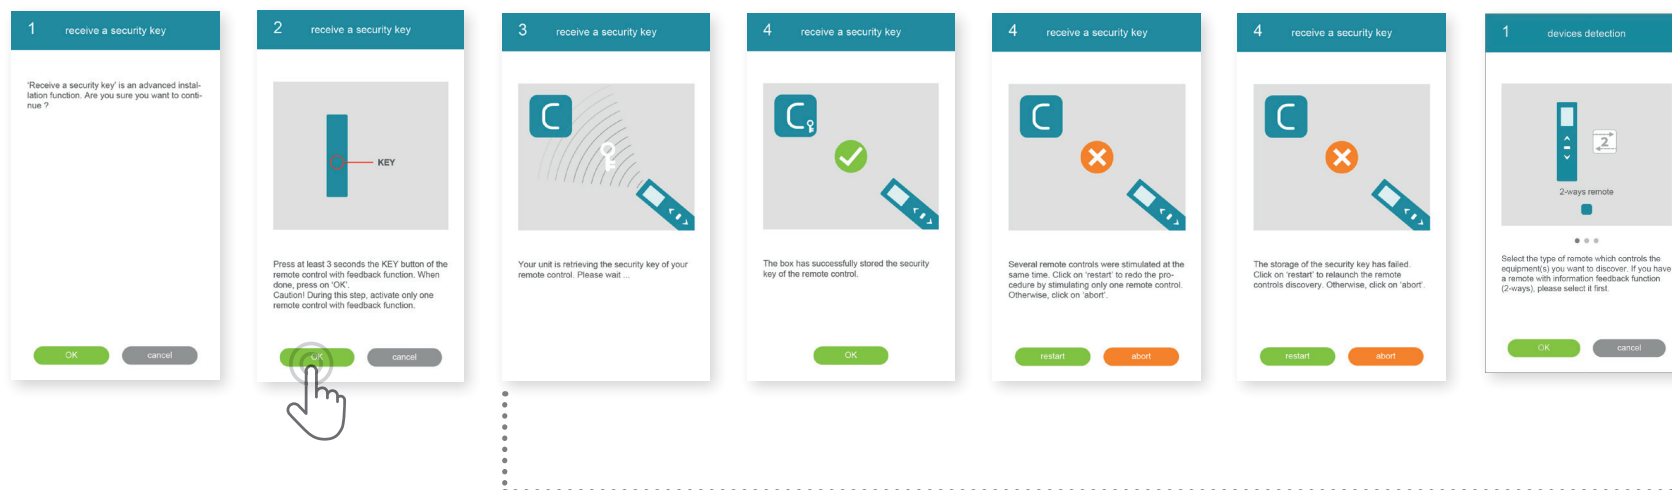 1 receive a security key
'Receive a security key' is an advanced instal-
lation function. Are you sure you want to conti-
nue ?
OK cancel
2 receive a security key
KEY
Press at least 3 seconds the KEY button of the
remote control with feedback function. When
done, press on 'OK'.
Caution! During this step, activate only one
remote control with feedback function.
OK cancel
3 receive a security key
C
Your unit is retrieving the security key of your
remote control. Please wait ...
4 receive a security key
C
The box has successfully stored the security
key of the remote control.
OK
4 receive a security key
C
Several remote controls were stimulated at the
same time. Click on 'restart' to redo the pro-
cedure by stimulating only one remote control.
Otherwise, click on 'abort'.
restart abort
4 receive a security key
C
The storage of the security key has failed.
Click on 'restart' to relaunch the remote
controls discovery. Otherwise, click on 'abort'.
restart abort
1 devices detection
2
2-ways remote
Select the type of remote which controls the
equipment(s) you want to discover. If you have
a remote with information feedback function
(2-ways), please select it first.
OK cancel